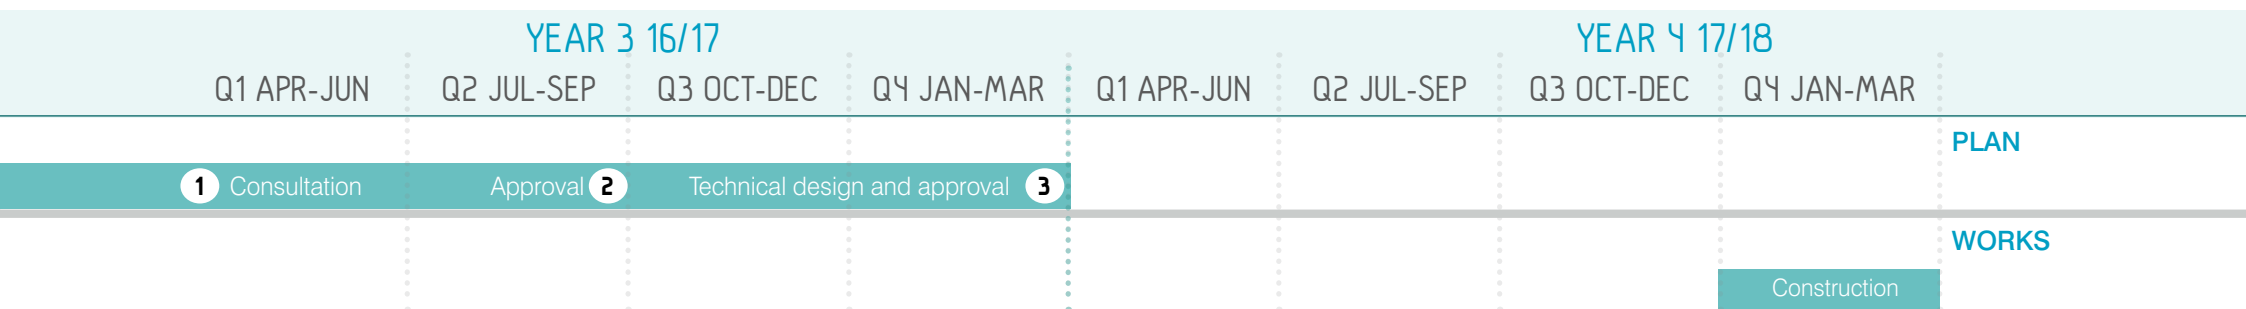 YEAR 3 16/17 YEAR 4 17/18
Q1 APR-JUN Q2 JUL-SEP Q3 OCT-DEC Q4 JAN-MAR Q1 APR-JUN Q2 JUL-SEP Q3 OCT-DEC Q4 JAN-MAR
PLAN
1 Consultation Approval 2 Technical design and approval 3
WORKS
Construction